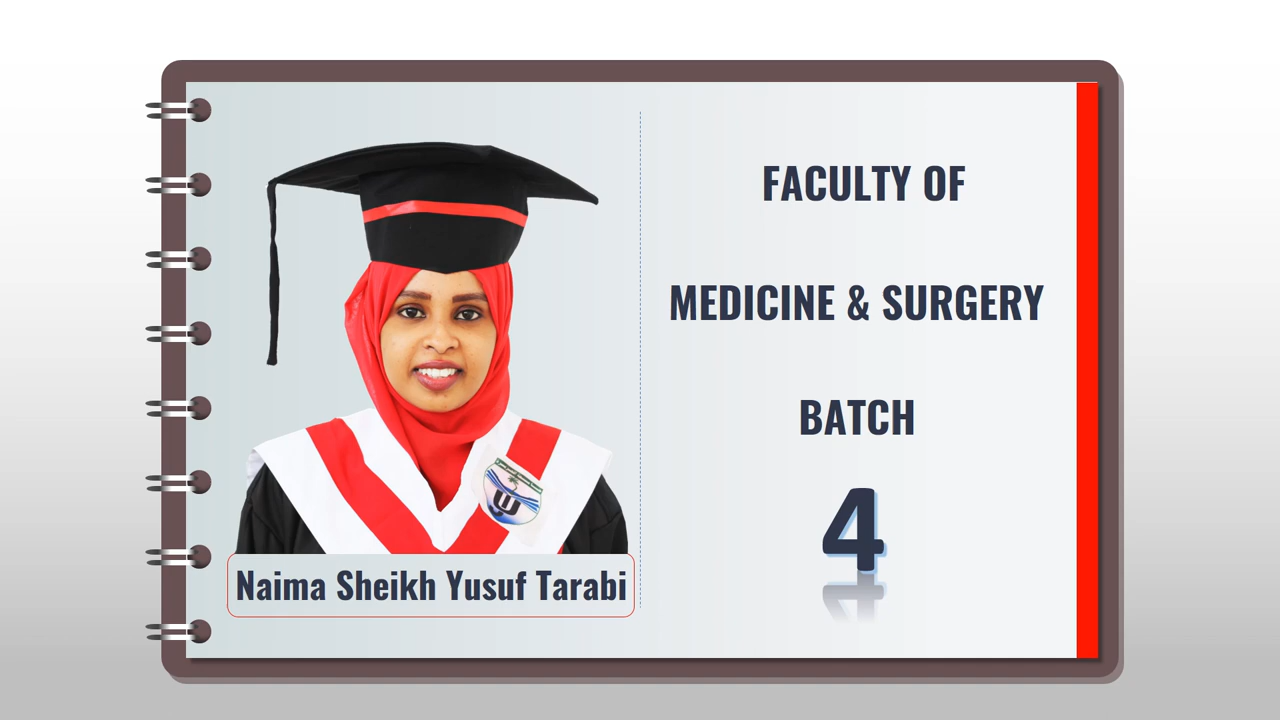 FACULTY OF
MEDICINE & SURGERY
BATCH
4
Naima Sheikh Yusuf Tarabi